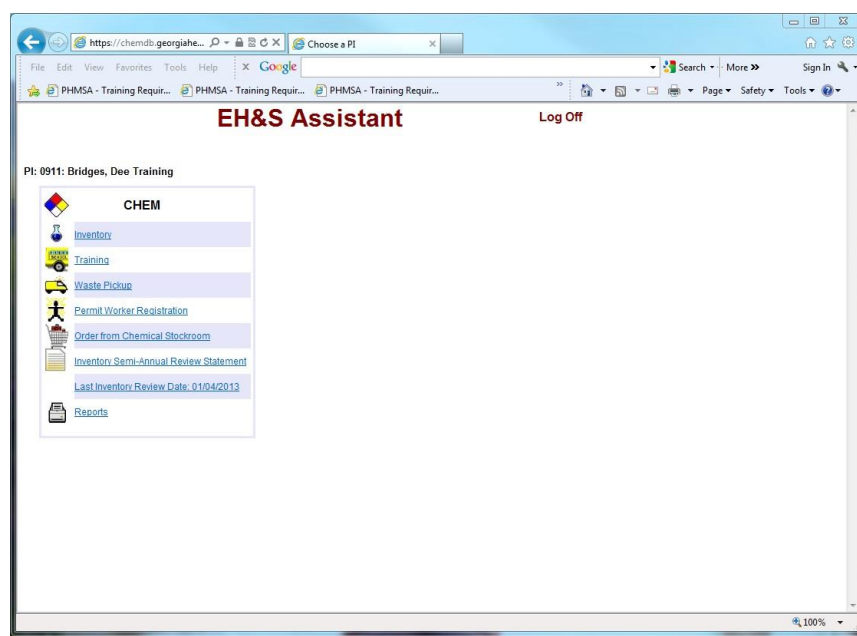 https://chemdb.georgiahe...
Choose a PI
File Edit View Favorites Tools Help
x Google Search More >> Sign In
PHMSA - Training Requir... PHMSA - Training Requir... PHMSA - Training Requir... >> Page Safety Tools
EH&S Assistant Log Off
PI: 0911: Bridges, Dee Training
CHEM
Inventory
Training
Waste Pickup
Permit Worker Registration
Order from Chemical Stockroom
Inventory Semi-Annual Review Statement
Last Inventory Review Date: 01/04/2013
Reports
100%